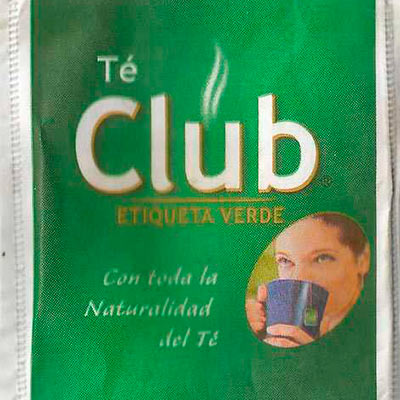 Té
Club®
ETIQUETA VERDE
Con toda la
Naturalidad
del Té